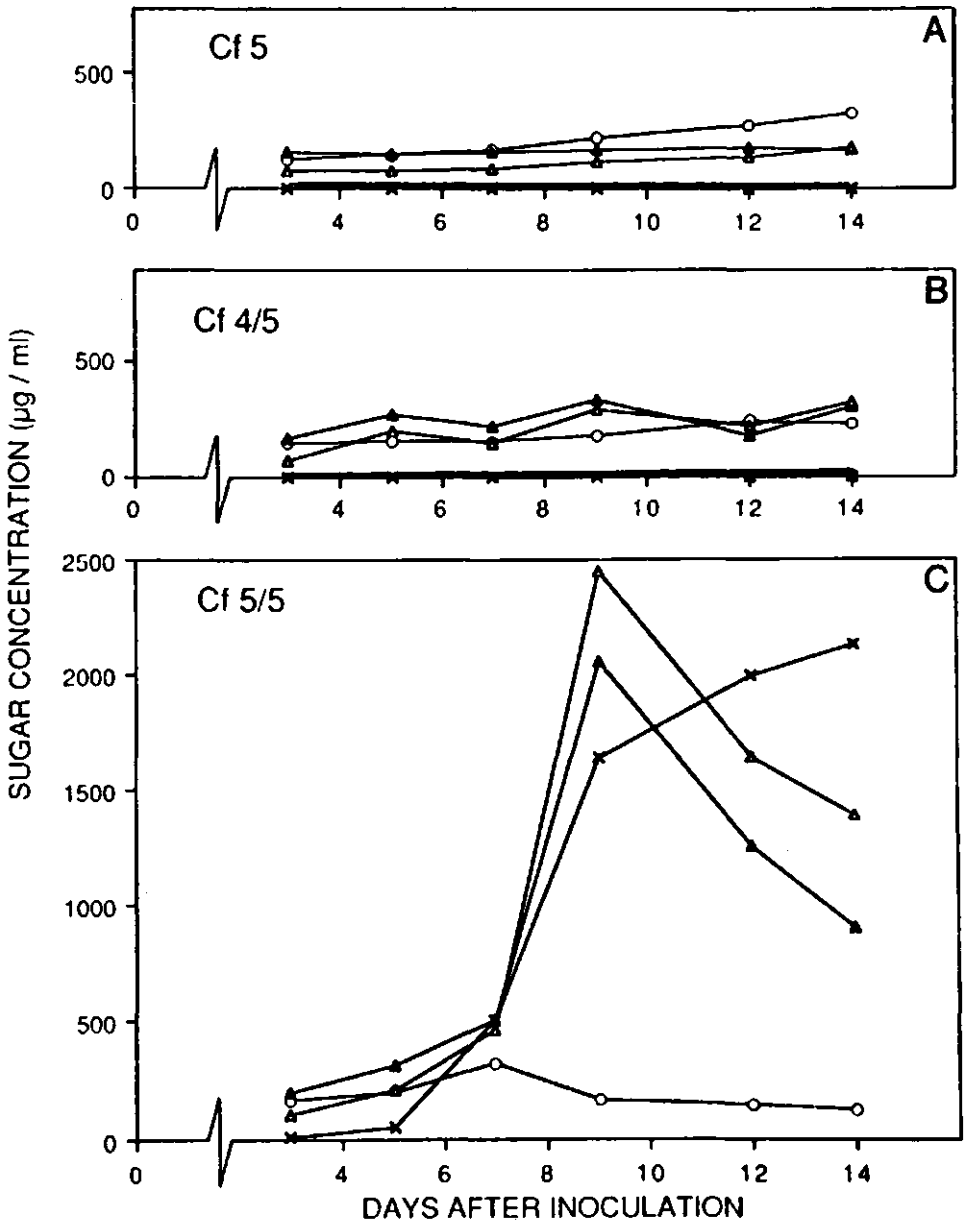 Cf 5
A
500
0
0 4 6 8 10 12 14
Cf 4/5
B
500
0
0 4 6 8 10 12 14
Cf 5/5
C
2500
2000
1500
1000
500
0
0 4 6 8 10 12 14
SUGAR CONCENTRATION (µg / ml)
DAYS AFTER INOCULATION